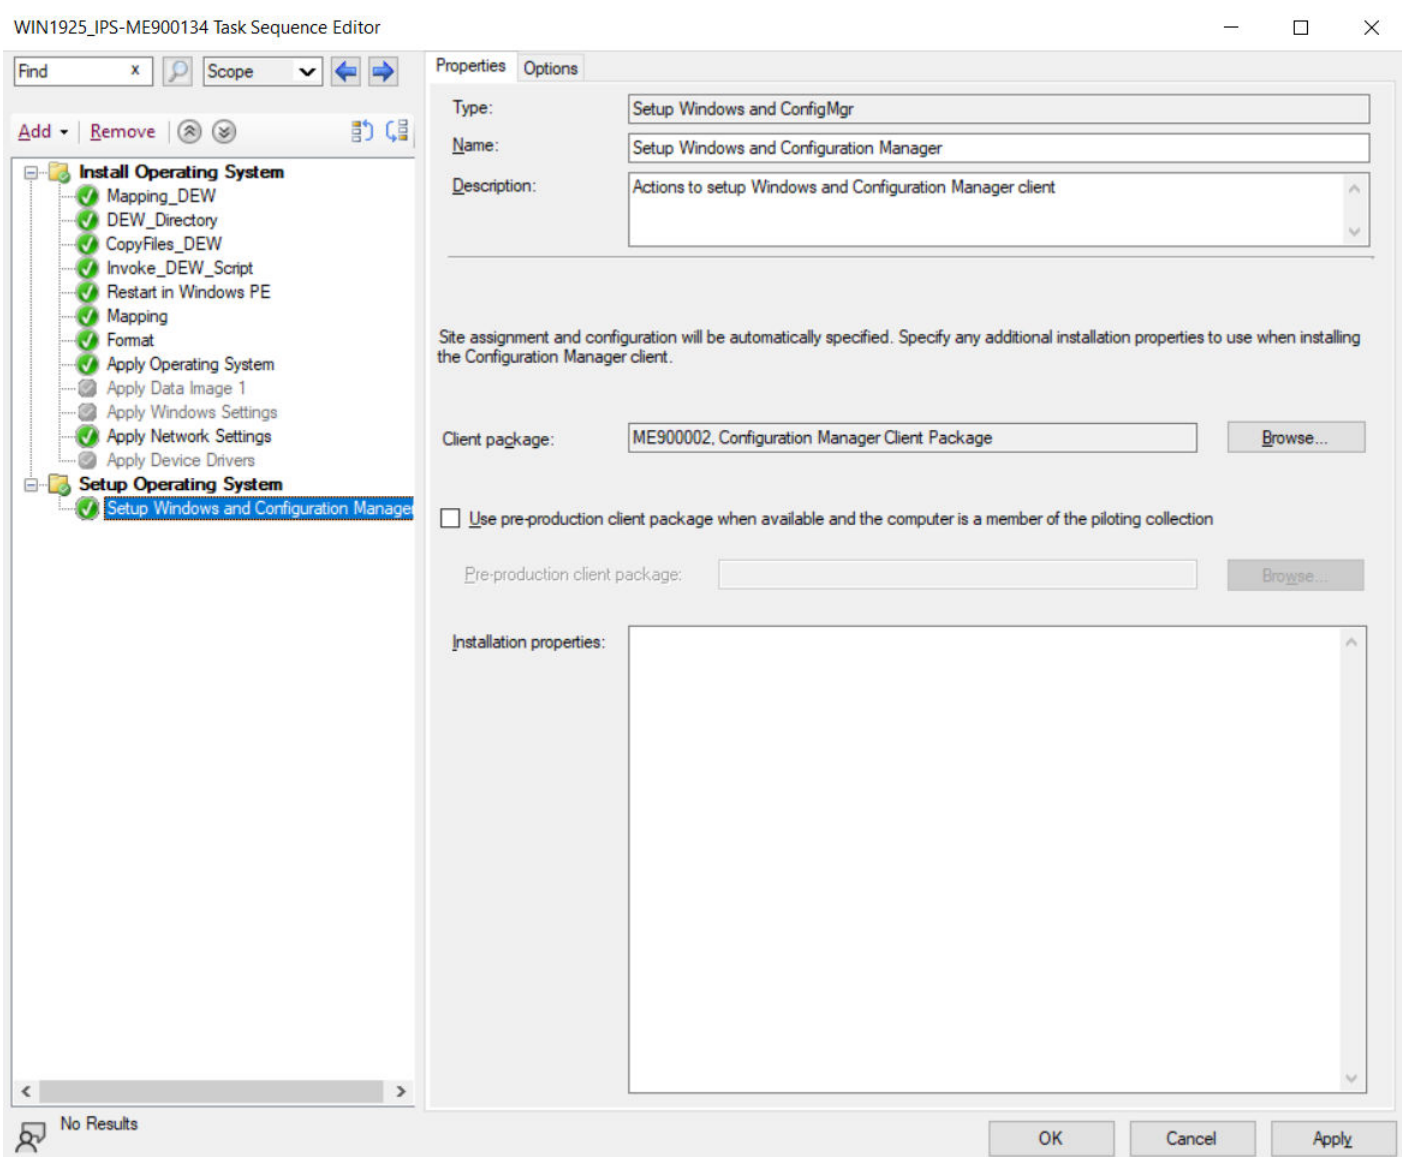 WIN1925_IPS-ME900134 Task Sequence Editor
Find x Scope
Add Remove
Install Operating System
Mapping_DEW
DEW_Directory
CopyFiles_DEW
Invoke_DEW_Script
Restart in Windows PE
Mapping
Format
Apply Operating System
Apply Data Image 1
Apply Windows Settings
Apply Network Settings
Apply Device Drivers
Setup Operating System
Setup Windows and Configuration Manager
Properties Options
Type: Setup Windows and ConfigMgr
Name: Setup Windows and Configuration Manager
Description: Actions to setup Windows and Configuration Manager client
Site assignment and configuration will be automatically specified. Specify any additional installation properties to use when installing
the Configuration Manager client.
Client package: ME900002, Configuration Manager Client Package Browse...
Use pre-production client package when available and the computer is a member of the piloting collection
Pre-production client package: Browse...
Installation properties:
No Results
OK Cancel Apply